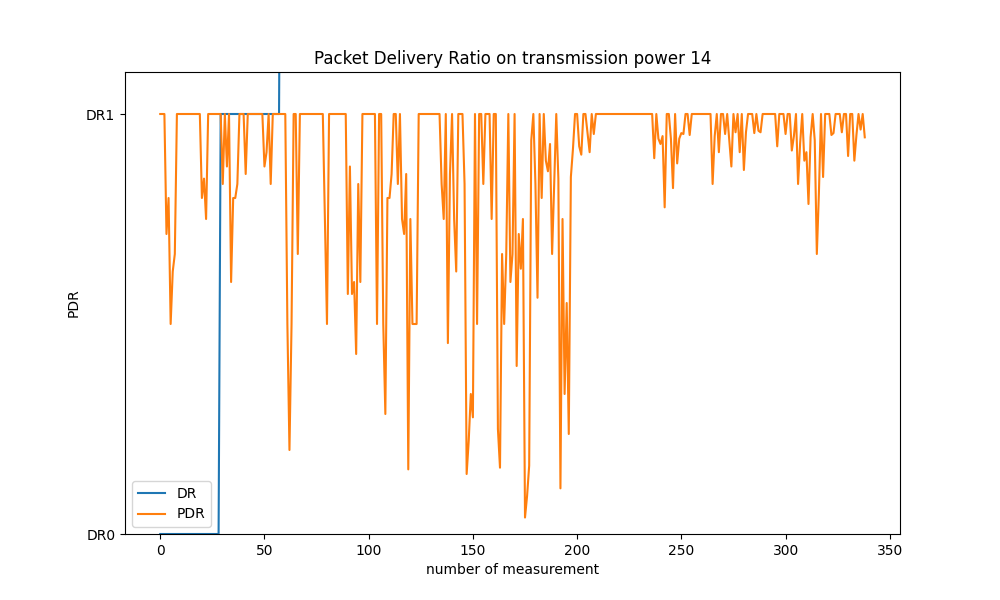 Packet Delivery Ratio on transmission power 14
DR1
PDR
DR0
DR
PDR
0 50 100 150 200 250 300 350
number of measurement